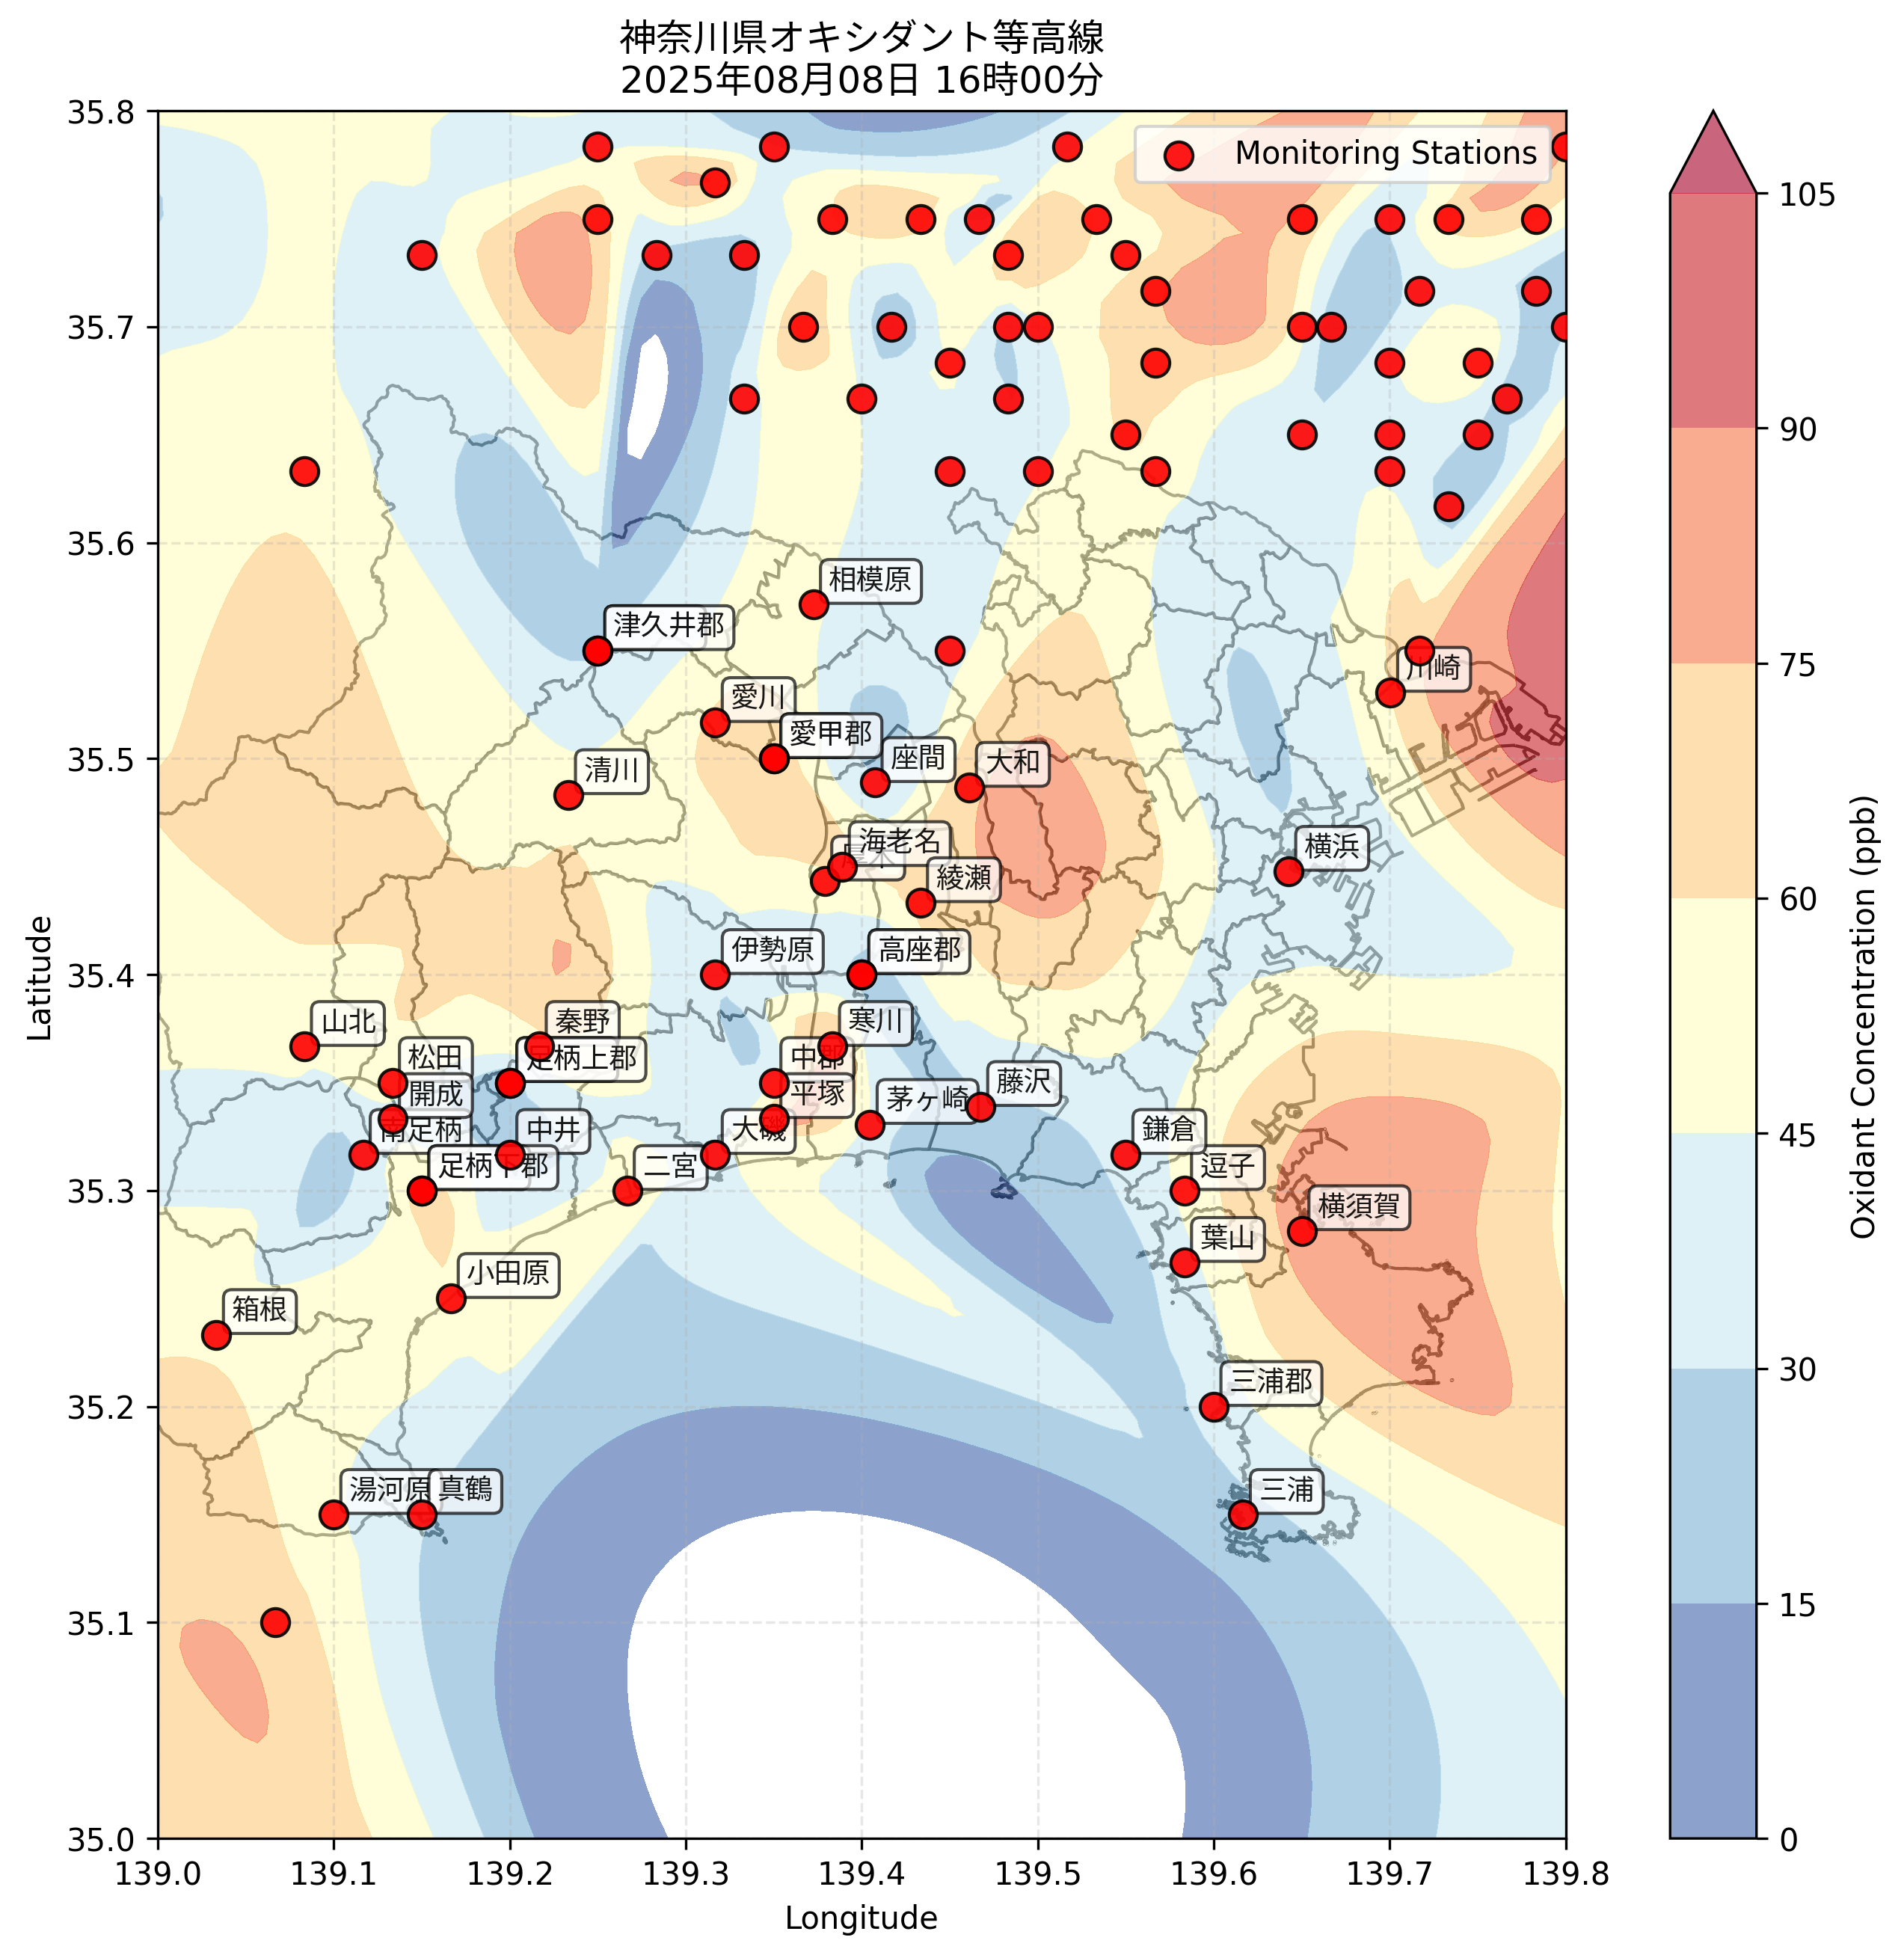 神奈川県オキシダント等高線
2025年08月08日 16時00分
Monitoring Stations
35.8
35.7
35.6
35.5
35.4
35.3
35.2
35.1
35.0
Latitude
相模原
津久井郡
川崎
愛川
愛甲郡
座間
大和
清川
海老名
横浜
綾瀬
伊勢原
高座郡
山北
秦野
寒川
松田
足柄上郡
中郡
開成
平塚
茅ヶ崎
藤沢
南足柄
中井
大磯
鎌倉
足柄下郡
二宮
逗子
横須賀
葉山
小田原
箱根
三浦郡
湯河原
真鶴
三浦
139.0 139.1 139.2 139.3 139.4 139.5 139.6 139.7 139.8
Longitude
105
90
75
60
45
30
15
0
Oxidant Concentration (ppb)